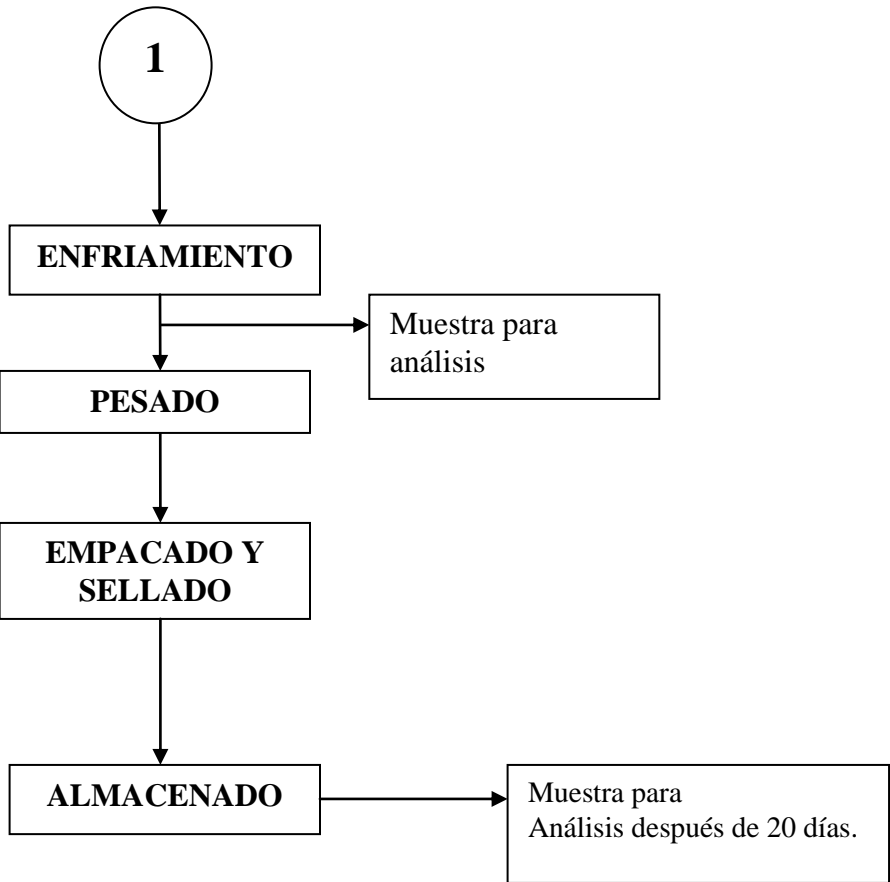 1
ENFRIAMIENTO
Muestra para
análisis
PESADO
EMPACADO Y
SELLADO
ALMACENADO
Muestra para
Análisis después de 20 días.